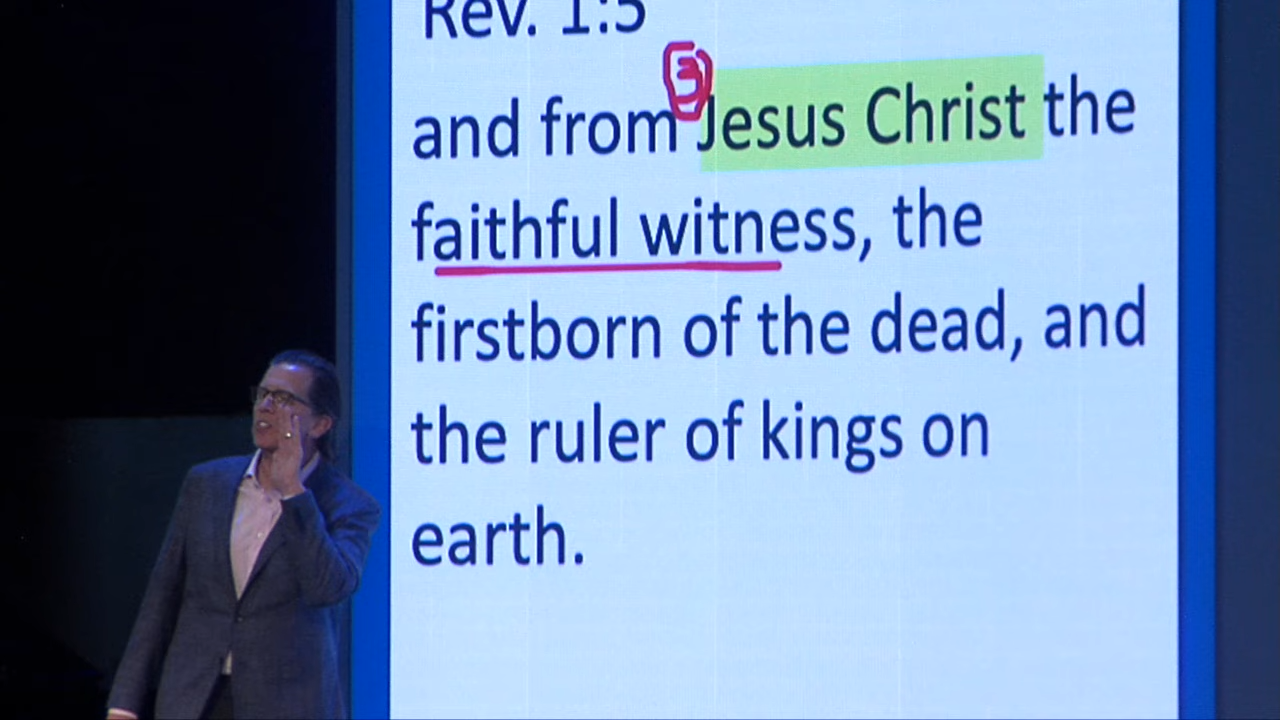 Rev. 1:5
3
and from Jesus Christ the
faithful witness, the
firstborn of the dead, and
the ruler of kings on
earth.